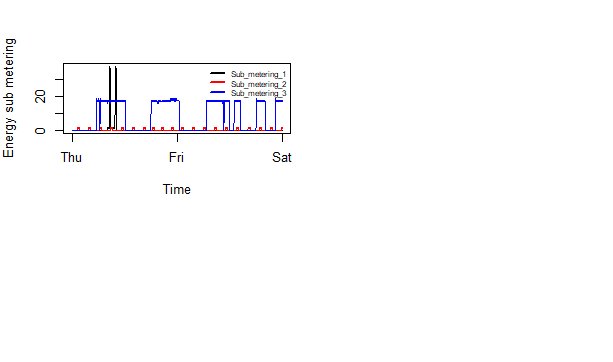 Energy sub metering
20
0
Sub_metering_1
Sub_metering_2
Sub_metering_3
Thu Fri Sat
Time